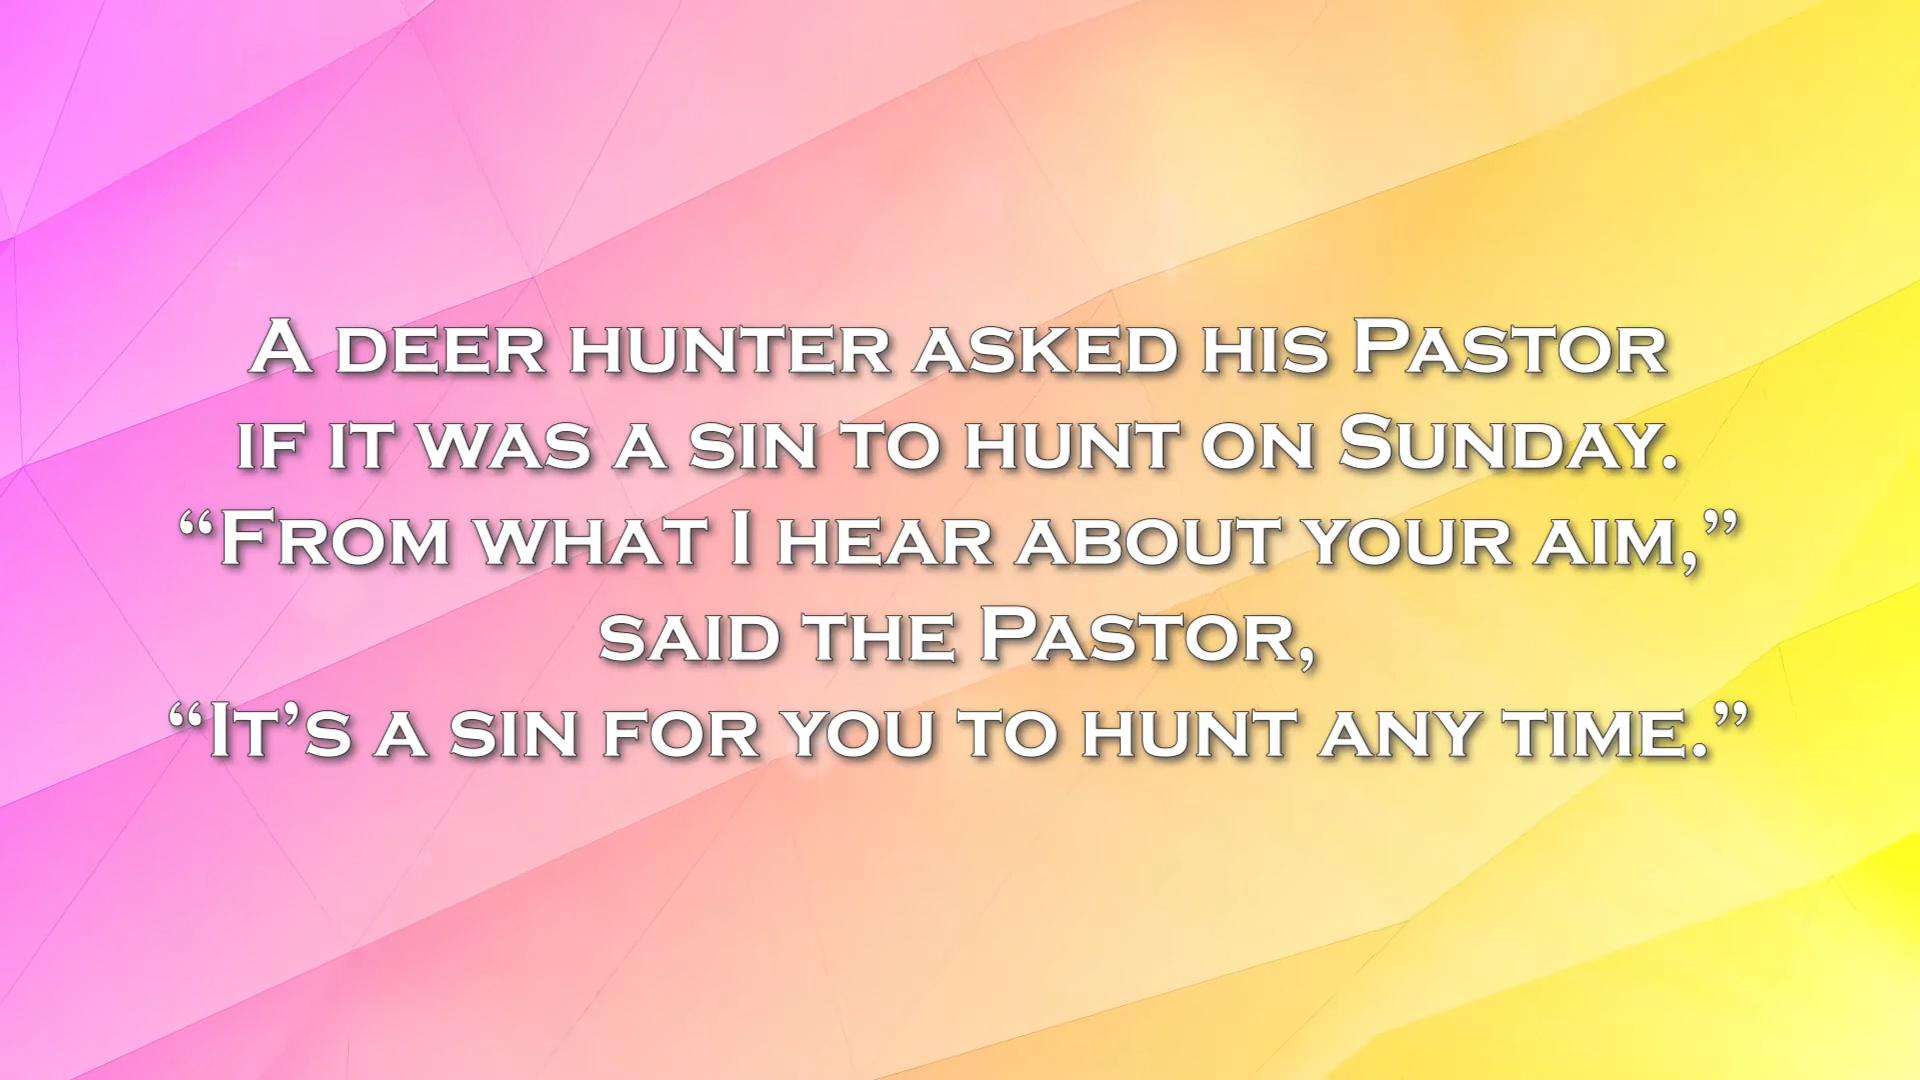 A deer hunter asked his Pastor
if it was a sin to hunt on Sunday.
“From what I hear about your aim,”
said the Pastor,
“It’s a sin for you to hunt any time.”